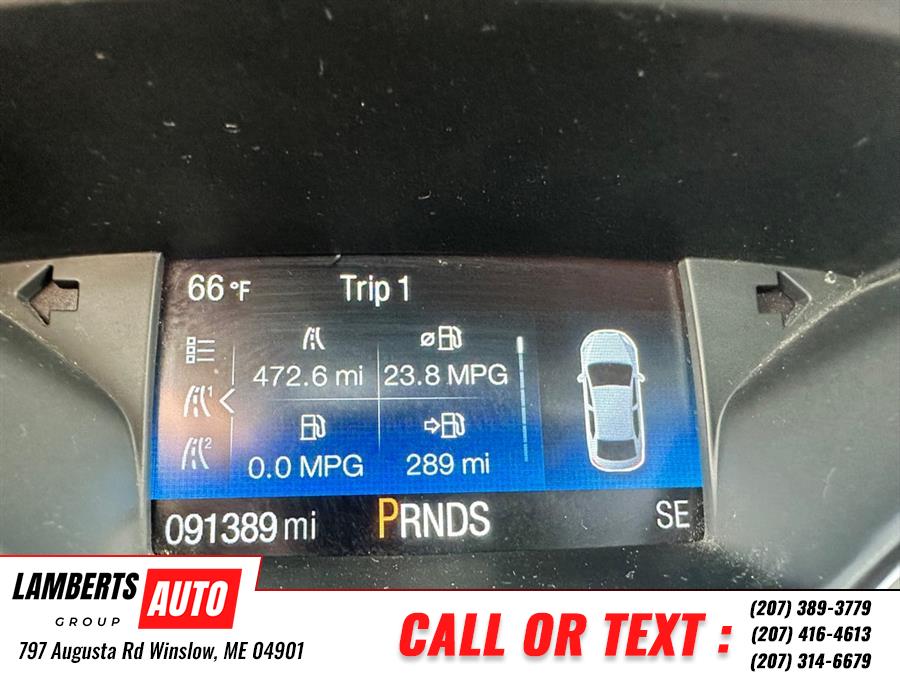 66 °F Trip 1
472.6 mi 23.8 MPG
1
2
0.0 MPG 289 mi
091389 mi PRNDS SE
LAMBERTS AUTO
GROUP
797 Augusta Rd Winslow, ME 04901
CALL OR TEXT :
(207) 389-3779
(207) 416-4613
(207) 314-6679